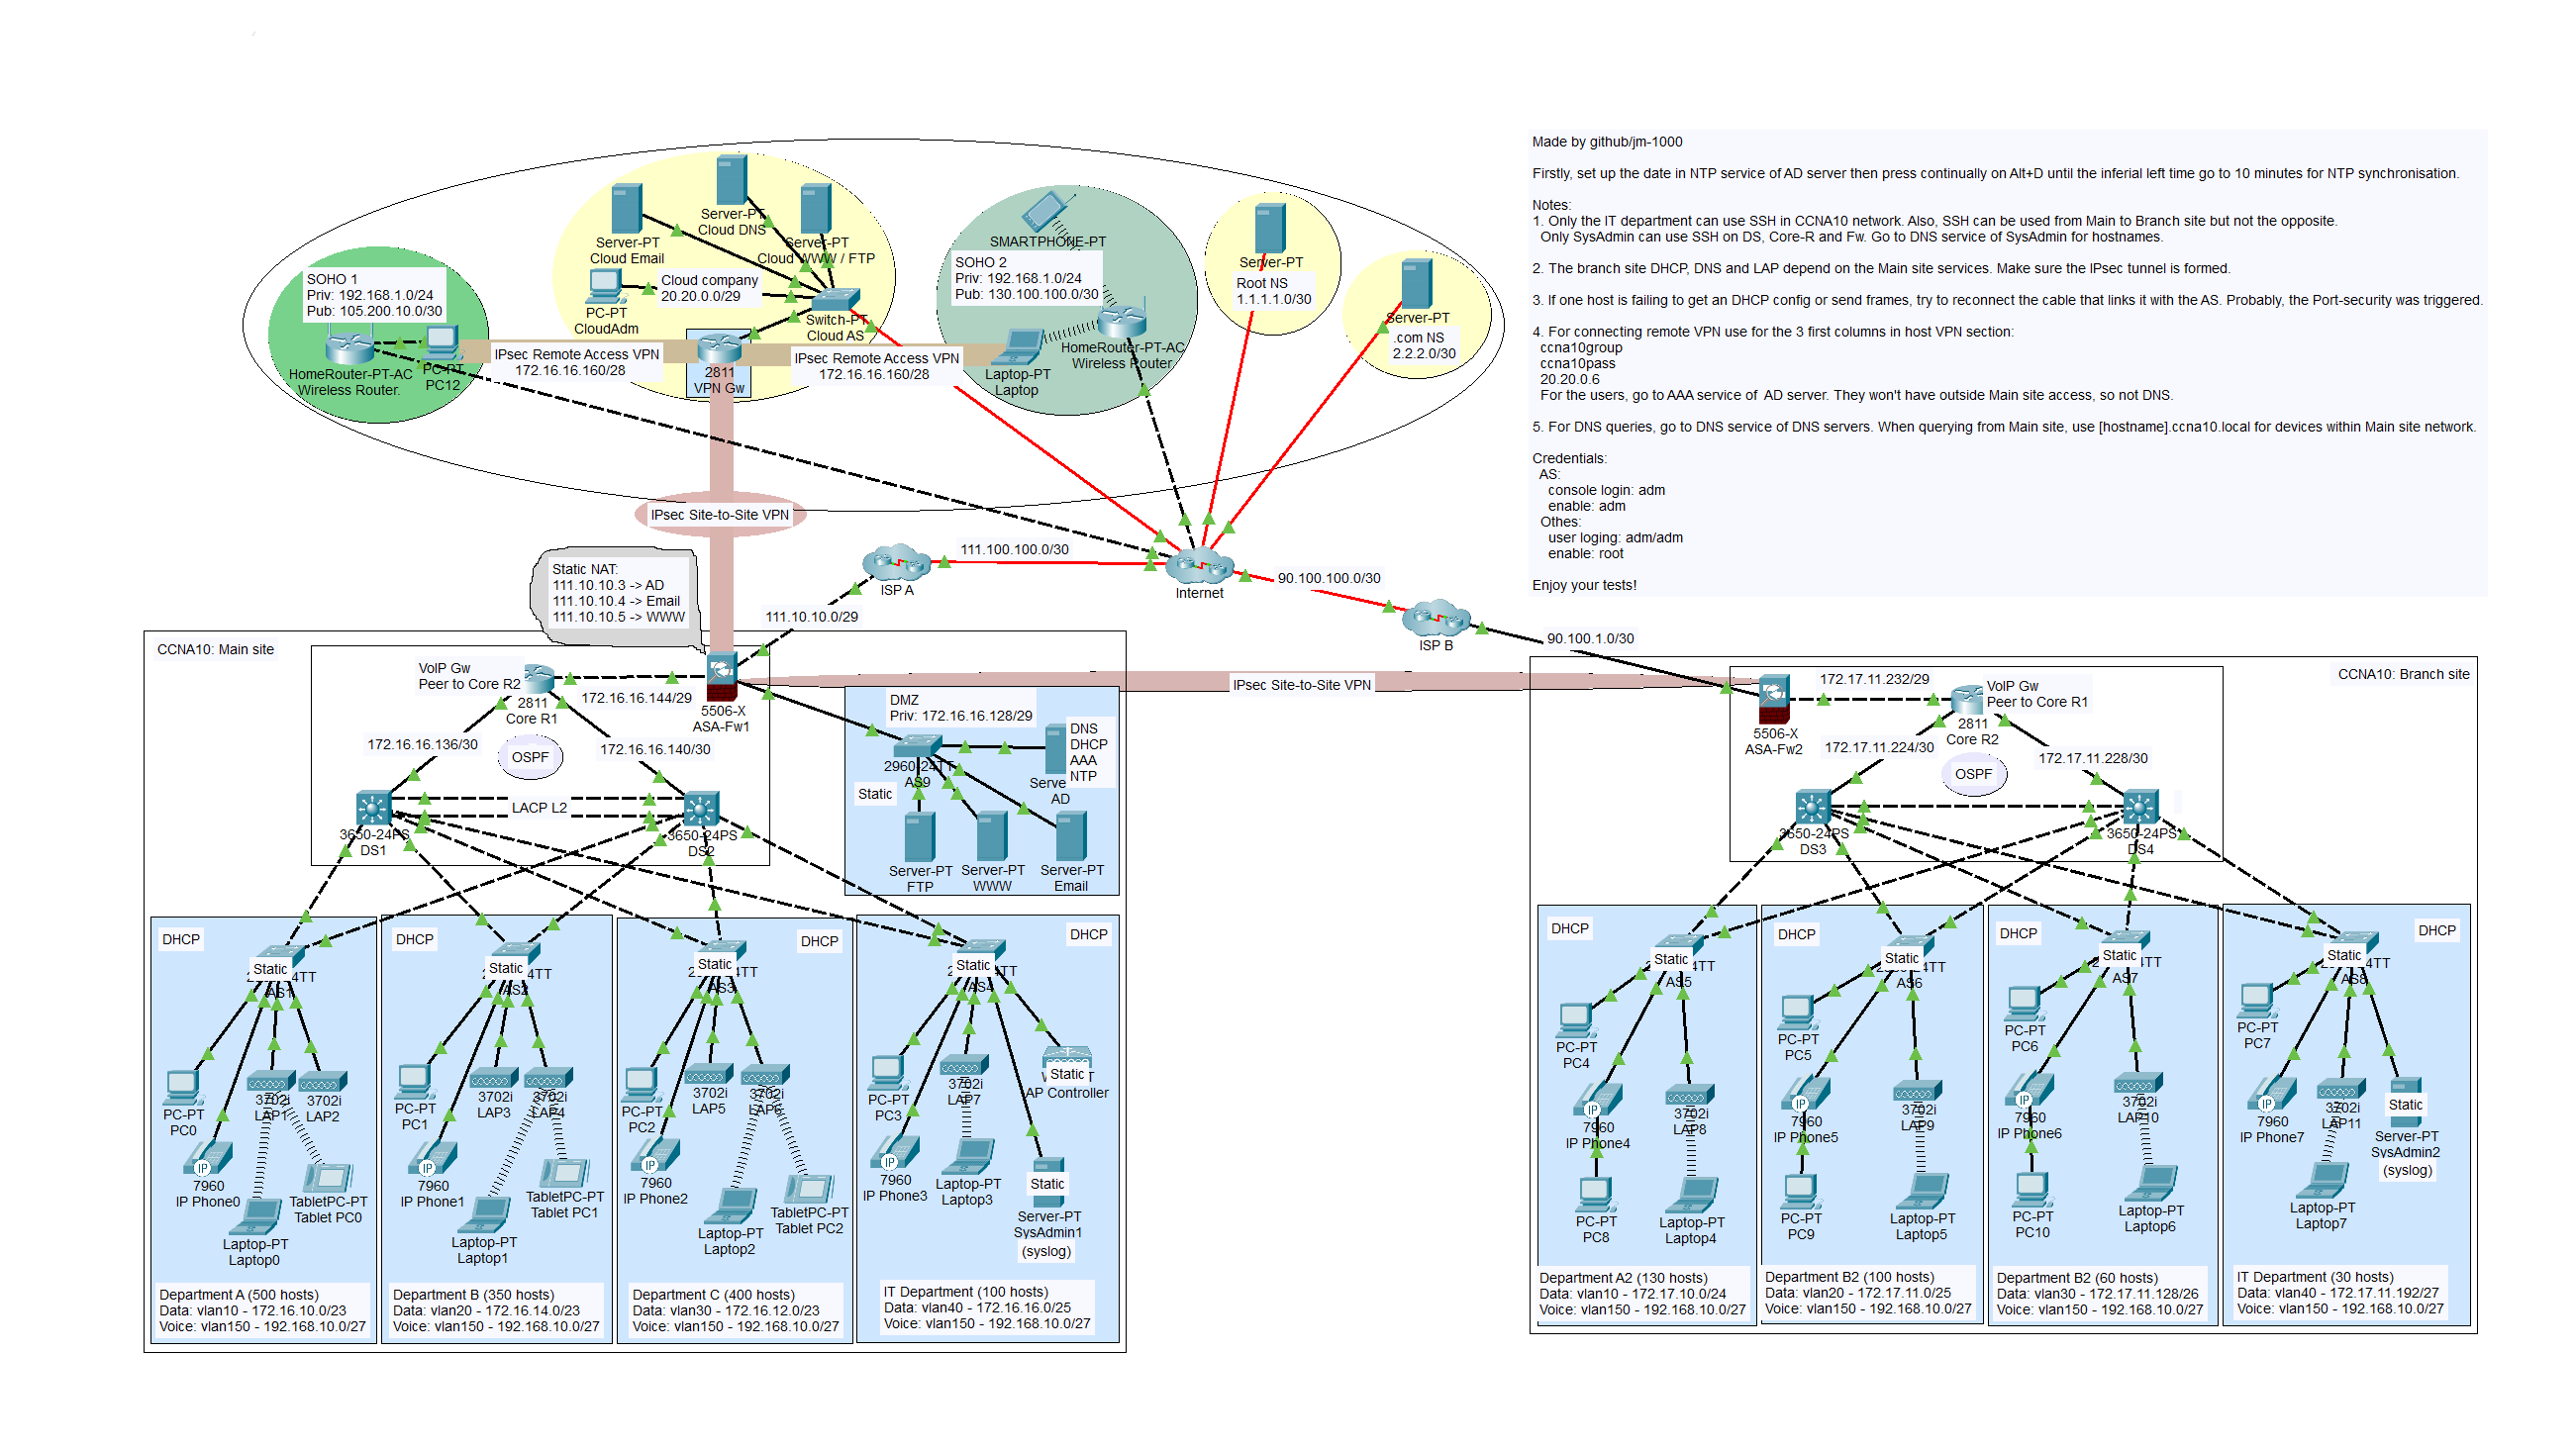 Made by github/jm-1000
Firstly, set up the date in NTP service of AD server then press continually on Alt+D until the inferial left time go to 10 minutes for NTP synchronisation.
Notes:
1. Only the IT department can use SSH in CCNA10 network. Also, SSH can be used from Main to Branch site but not the opposite.
Only SysAdmin can use SSH on DS, Core-R and Fw. Go to DNS service of SysAdmin for hostnames.
2. The branch site DHCP, DNS and LAP depend on the Main site services. Make sure the IPsec tunnel is formed.
3. If one host is failing to get an DHCP config or send frames, try to reconnect the cable that links it with the AS. Probably, the Port-security was triggered.
4. For connecting remote VPN use for the 3 first columns in host VPN section:
ccna10group
ccna10pass
20.20.0.6
For the users, go to AAA service of  AD server. They won't have outside Main site access, so not DNS.
5. For DNS queries, go to DNS service of DNS servers. When querying from Main site, use [hostname].ccna10.local for devices within Main site network.
Credentials:
AS:
console login: adm
enable: adm
Othes:
user loging: adm/adm
enable: root
Enjoy your tests!
SOHO 1
Priv: 192.168.1.0/24
Pub: 105.200.10.0/30
HomeRouter-PT-AC
Wireless Router.
PC-PT
PC12
IPsec Remote Access VPN
172.16.16.160/28
Server-PT
Cloud Email
Server-PT
Cloud DNS
Server-PT
Cloud WWW / FTP
PC-PT
CloudAdm
Cloud company
20.20.0.0/29
Switch-PT
Cloud AS
2811
VPN Gw
IPsec Remote Access VPN
172.16.16.160/28
SMARTPHONE-PT
SOHO 2
Priv: 192.168.1.0/24
Pub: 130.100.100.0/30
HomeRouter-PT-AC
Wireless Router
Laptop-PT
Laptop
Server-PT
Root NS
1.1.1.1.0/30
Server-PT
.com NS
2.2.2.0/30
IPsec Site-to-Site VPN
Static NAT:
111.10.10.3 -> AD
111.10.10.4 -> Email
111.10.10.5 -> WWW
ISP A
111.100.100.0/30
111.10.10.0/29
Internet
90.100.100.0/30
ISP B
90.100.1.0/30
IPsec Site-to-Site VPN
CCNA10: Main site
VoIP Gw
Peer to Core R2
2811
Core R1
172.16.16.144/29
5506-X
ASA-Fw1
172.16.16.136/30
172.16.16.140/30
OSPF
LACP L2
3650-24PS
DS1
3650-24PS
DS2
DMZ
Priv: 172.16.16.128/29
2960-24TT
AS9
Static
DNS
DHCP
AAA
NTP
Serve
AD
Server-PT
FTP
Server-PT
WWW
Server-PT
Email
DHCP
Static
AS1
PC-PT
PC0
7960
IP Phone0
3702i
LAP1
3702i
LAP2
Laptop-PT
Laptop0
TabletPC-PT
Tablet PC0
Department A (500 hosts)
Data: vlan10 - 172.16.10.0/23
Voice: vlan150 - 192.168.10.0/27
DHCP
Static
AS2
PC-PT
PC1
7960
IP Phone1
3702i
LAP3
3702i
LAP4
Laptop-PT
Laptop1
TabletPC-PT
Tablet PC1
Department B (350 hosts)
Data: vlan20 - 172.16.14.0/23
Voice: vlan150 - 192.168.10.0/27
DHCP
Static
AS3
PC-PT
PC2
7960
IP Phone2
3702i
LAP5
3702i
LAP6
Laptop-PT
Laptop2
TabletPC-PT
Tablet PC2
Department C (400 hosts)
Data: vlan30 - 172.16.12.0/23
Voice: vlan150 - 192.168.10.0/27
DHCP
Static
AS4
PC-PT
PC3
7960
IP Phone3
3702i
LAP7
Laptop-PT
Laptop3
Static
AP Controller
Static
Server-PT
SysAdmin1
(syslog)
IT Department (100 hosts)
Data: vlan40 - 172.16.16.0/25
Voice: vlan150 - 192.168.10.0/27
CCNA10: Branch site
5506-X
ASA-Fw2
172.17.11.232/29
VoIP Gw
Peer to Core R1
2811
Core R2
172.17.11.224/30
172.17.11.228/30
OSPF
3650-24PS
DS3
3650-24PS
DS4
DHCP
Static
AS5
PC-PT
PC4
7960
IP Phone4
3702i
LAP8
PC-PT
PC8
Laptop-PT
Laptop4
Department A2 (130 hosts)
Data: vlan10 - 172.17.10.0/24
Voice: vlan150 - 192.168.10.0/27
DHCP
Static
AS6
PC-PT
PC5
7960
IP Phone5
3702i
LAP9
PC-PT
PC9
Laptop-PT
Laptop5
Department B2 (100 hosts)
Data: vlan20 - 172.17.11.0/25
Voice: vlan150 - 192.168.10.0/27
DHCP
Static
AS7
PC-PT
PC6
7960
IP Phone6
3702i
LAP10
PC-PT
PC10
Laptop-PT
Laptop6
Department B2 (60 hosts)
Data: vlan30 - 172.17.11.128/26
Voice: vlan150 - 192.168.10.0/27
DHCP
Static
AS8
PC-PT
PC7
7960
IP Phone7
3702i
LAP11
Static
Server-PT
SysAdmin2
(syslog)
Laptop-PT
Laptop7
IT Department (30 hosts)
Data: vlan40 - 172.17.11.192/27
Voice: vlan150 - 192.168.10.0/27